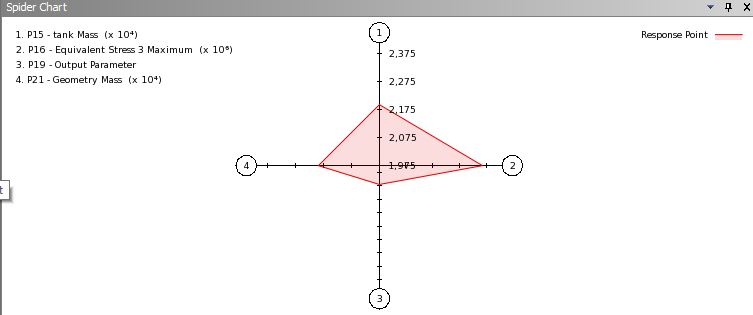 Spider Chart
1. P15 - tank Mass (x 10⁴)
2. P16 - Equivalent Stress 3 Maximum (x 10⁶)
3. P19 - Output Parameter
4. P21 - Geometry Mass (x 10⁴)
Response Point
1
2,375
2,275
2,175
2,075
4
2
3
t